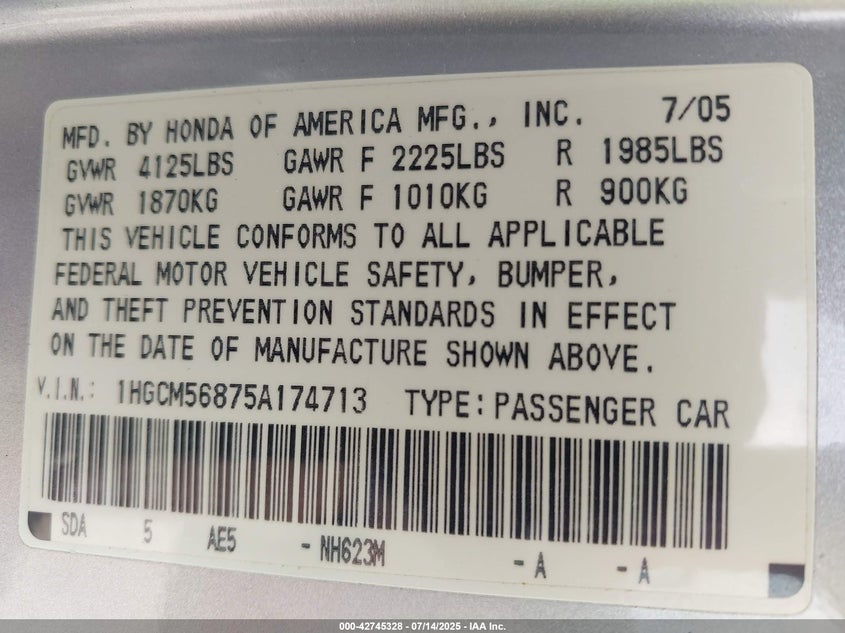 MFD. BY HONDA OF AMERICA MFG., INC. 7/05
GVWR 4125LBS GAWR F 2225LBS R 1985LBS
GVWR 1870KG GAWR F 1010KG R 900KG
THIS VEHICLE CONFORMS TO ALL APPLICABLE
FEDERAL MOTOR VEHICLE SAFETY, BUMPER,
AND THEFT PREVENTION STANDARDS IN EFFECT
ON THE DATE OF MANUFACTURE SHOWN ABOVE.
V.I.N.: 1HGCM56875A174713 TYPE: PASSENGER CAR
SDA 5 AE5 - NH623M - A - A
000-42745328 - 07/14/2025 - IAA Inc.